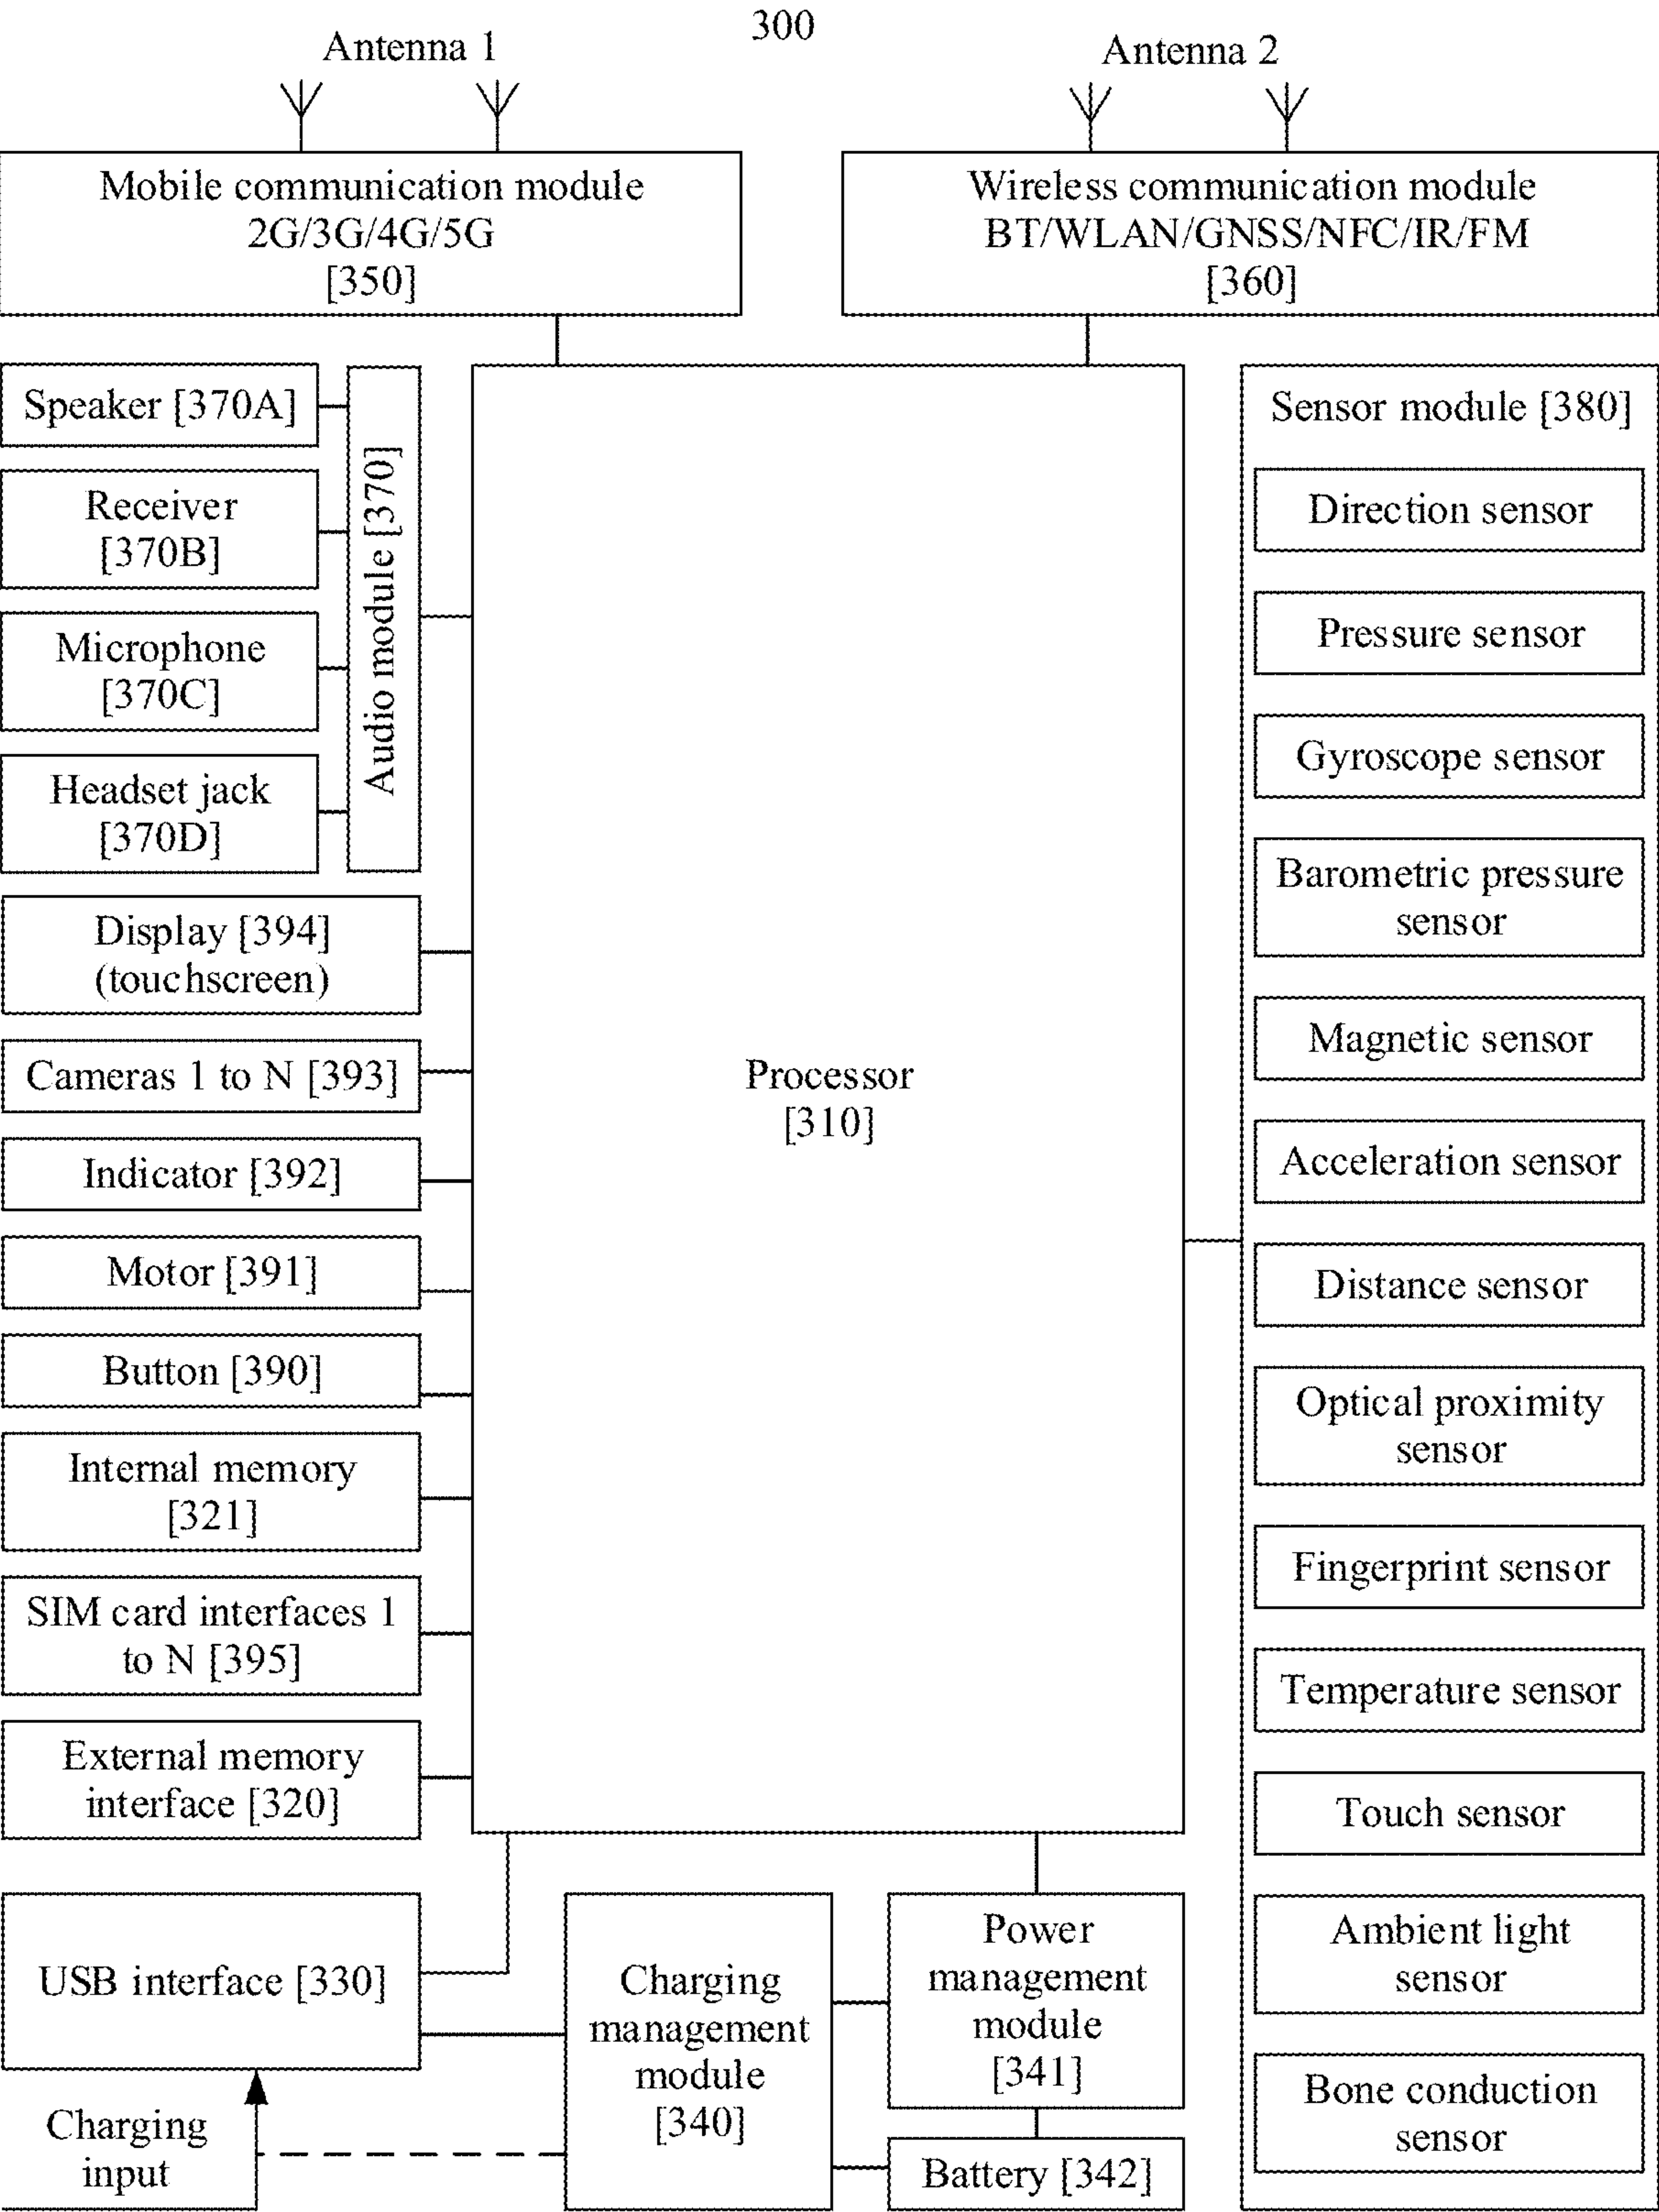 300
Antenna 1
Antenna 2
Mobile communication module
2G/3G/4G/5G
[350]
Wireless communication module
BT/WLAN/GNSS/NFC/IR/FM
[360]
Speaker [370A]
Receiver
[370B]
Microphone
[370C]
Headset jack
[370D]
Audio module [370]
Display [394]
(touchscreen)
Cameras 1 to N [393]
Indicator [392]
Motor [391]
Button [390]
Internal memory
[321]
SIM card interfaces 1
to N [395]
External memory
interface [320]
Processor
[310]
Sensor module [380]
Direction sensor
Pressure sensor
Gyroscope sensor
Barometric pressure
sensor
Magnetic sensor
Acceleration sensor
Distance sensor
Optical proximity
sensor
Fingerprint sensor
Temperature sensor
Touch sensor
Ambient light
sensor
Bone conduction
sensor
USB interface [330]
Charging
input
Charging
management
module
[340]
Power
management
module
[341]
Battery [342]